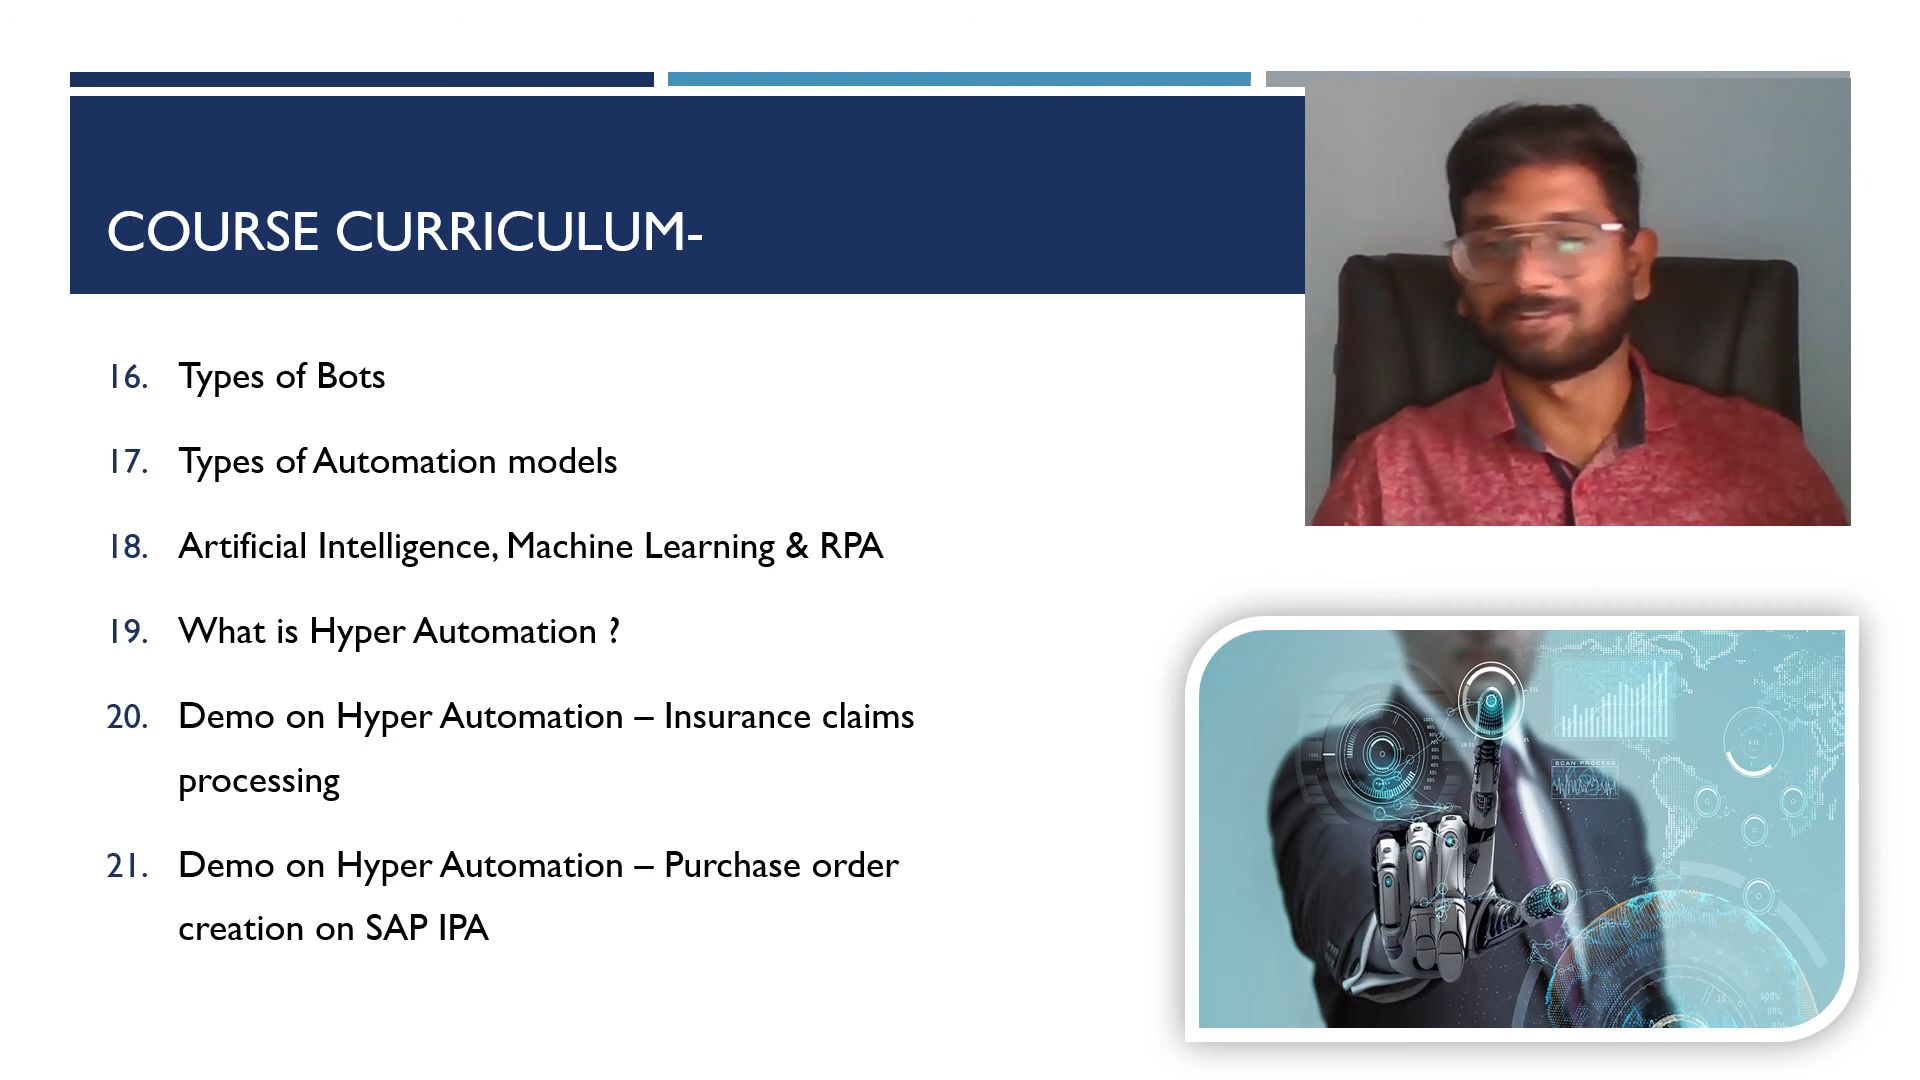 COURSE CURRICULUM-
16. Types of Bots
17. Types of Automation models
18. Artificial Intelligence, Machine Learning & RPA
19. What is Hyper Automation ?
20. Demo on Hyper Automation – Insurance claims
processing
21. Demo on Hyper Automation – Purchase order
creation on SAP IPA
SCAN PROCESS